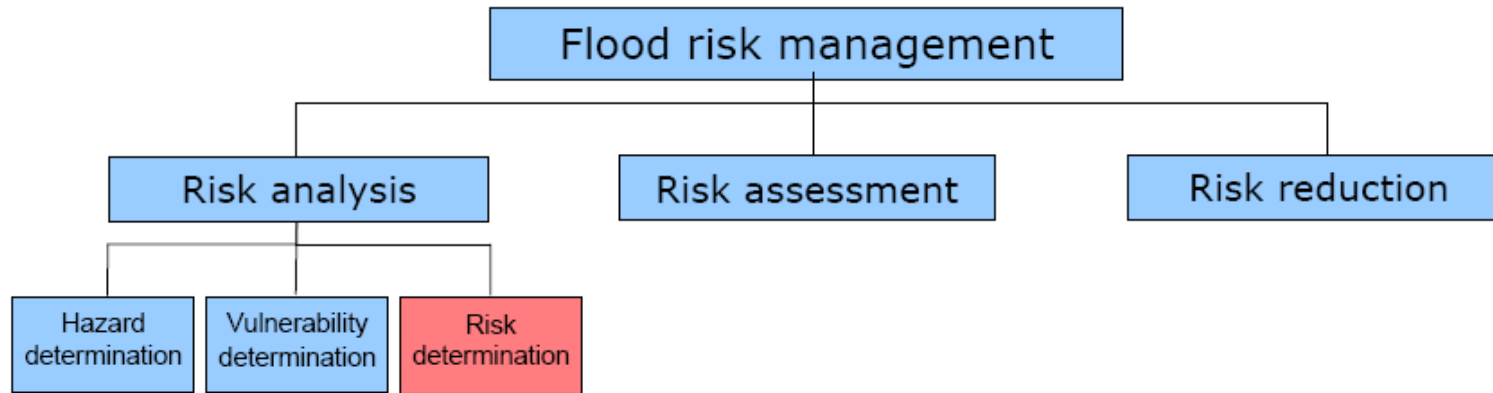 Flood risk management
Risk analysis
Risk assessment
Risk reduction
Hazard
determination
Vulnerability
determination
Risk
determination